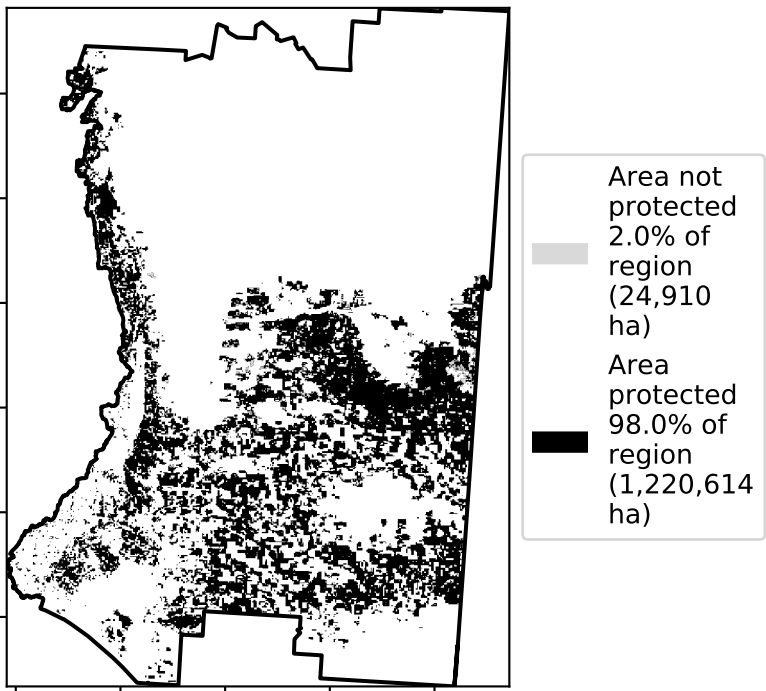 Area not
protected
2.0% of
region
(24,910
ha)
Area
protected
98.0% of
region
(1,220,614
ha)